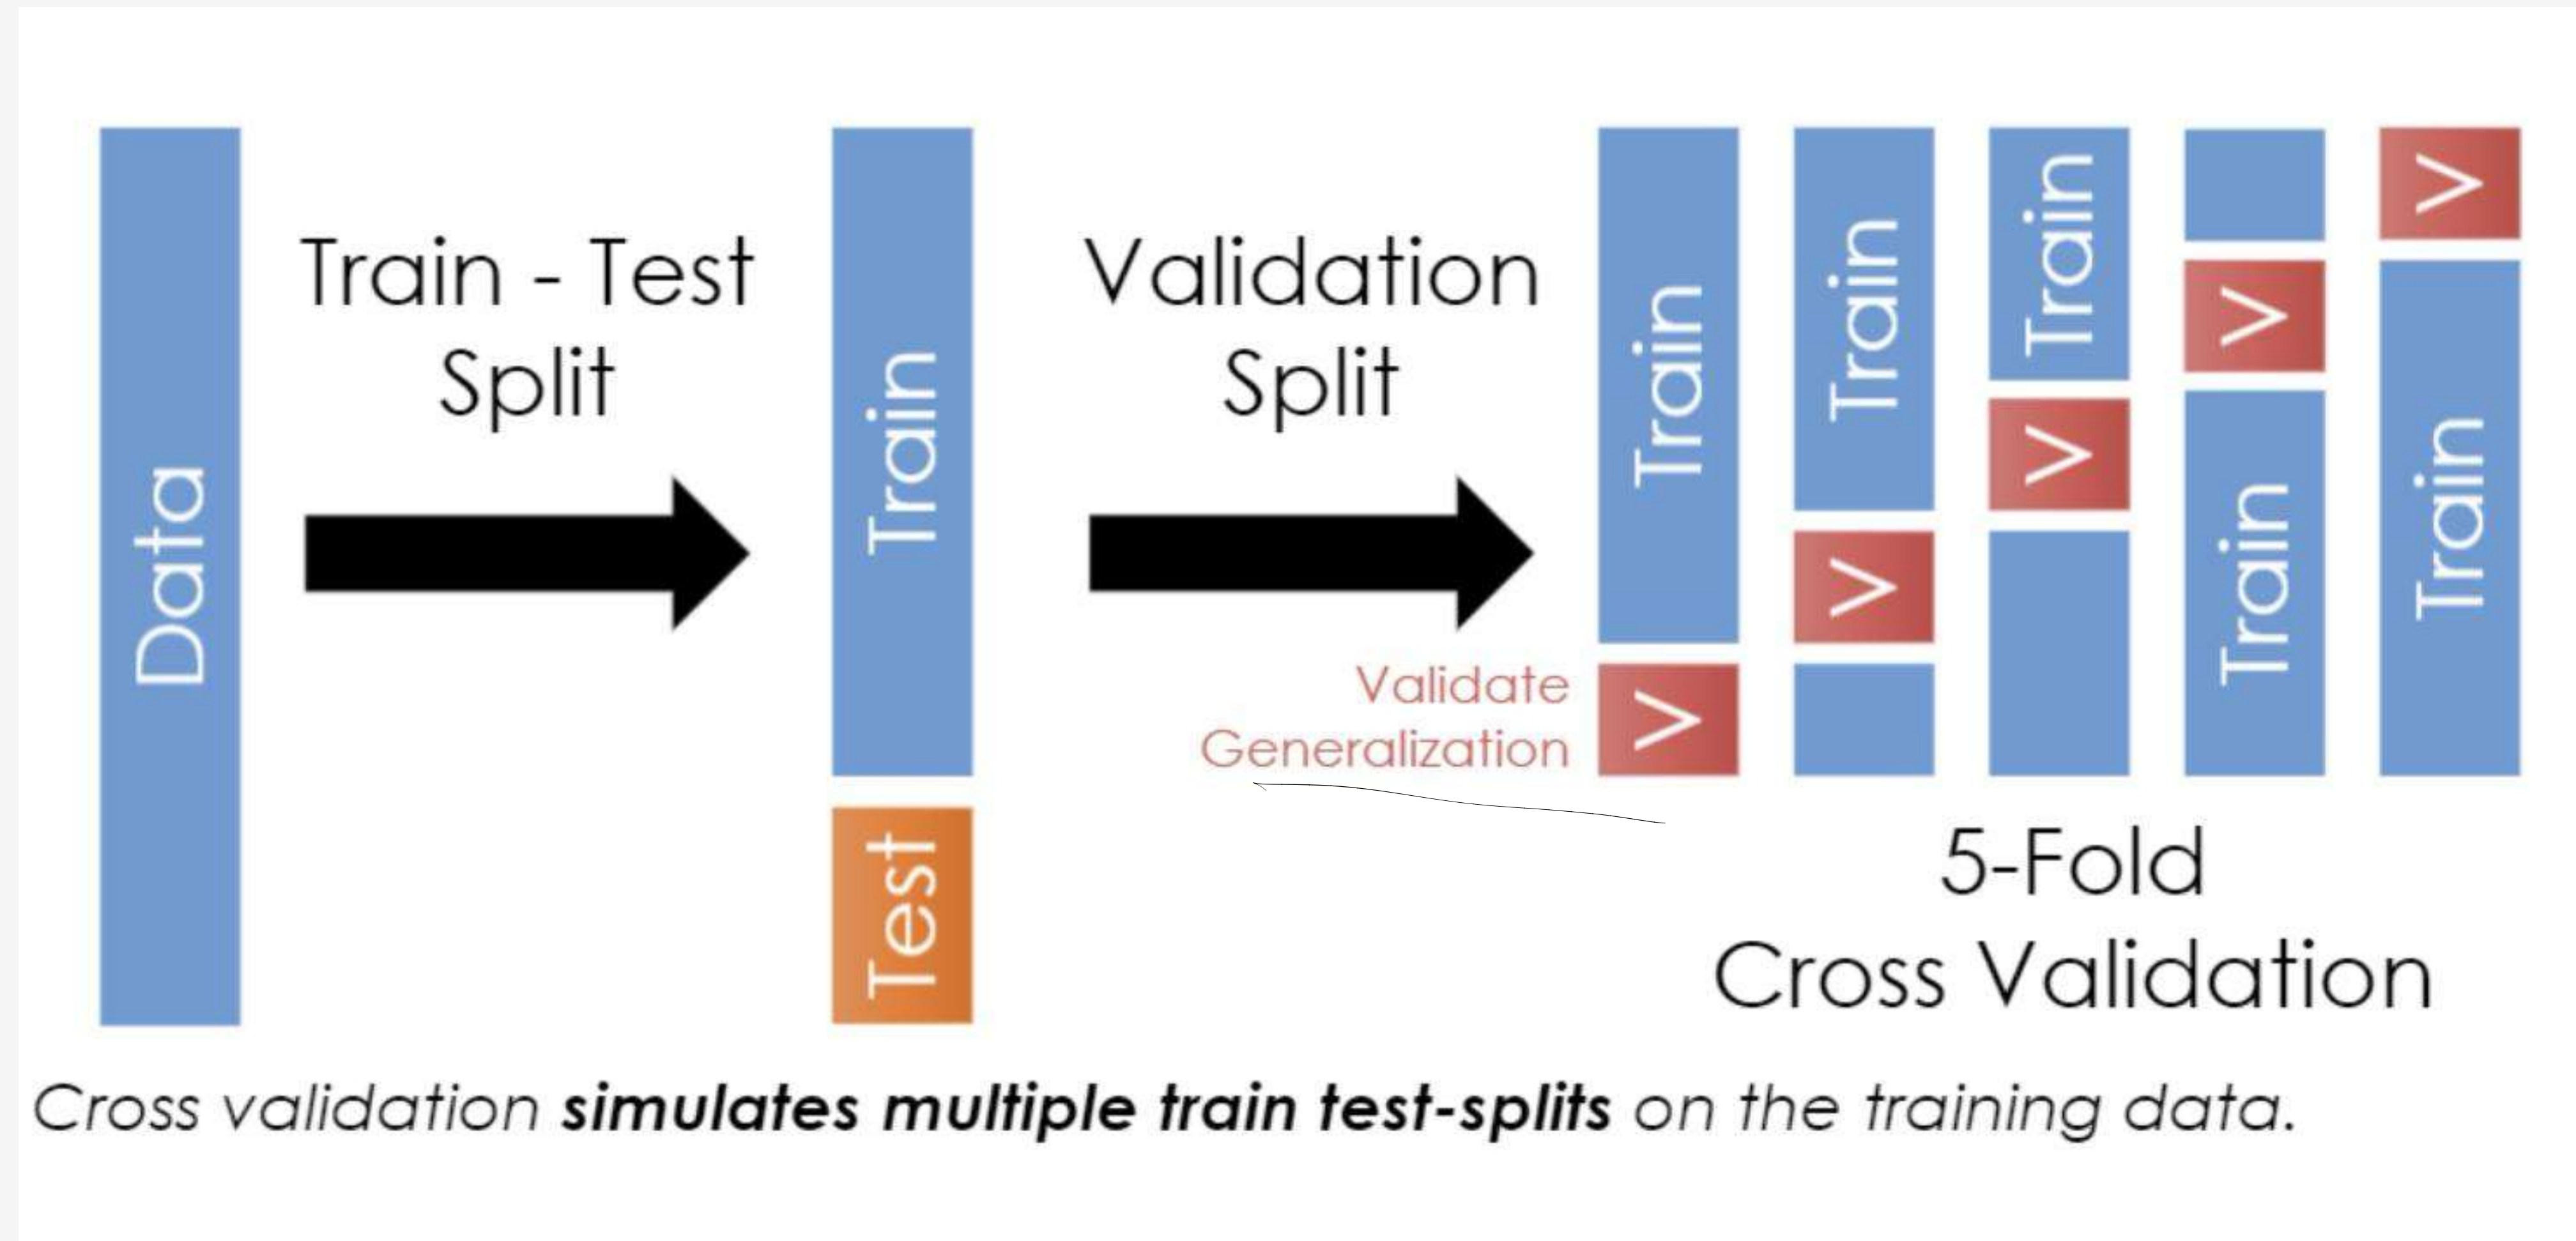 Data
Train - Test
Split
Train
Test
Validation
Split
Validate
Generalization
Train
V
Train
V
Train
V
V
Train
V
Train
5-Fold
Cross Validation
Cross validation simulates multiple train test-splits on the training data.